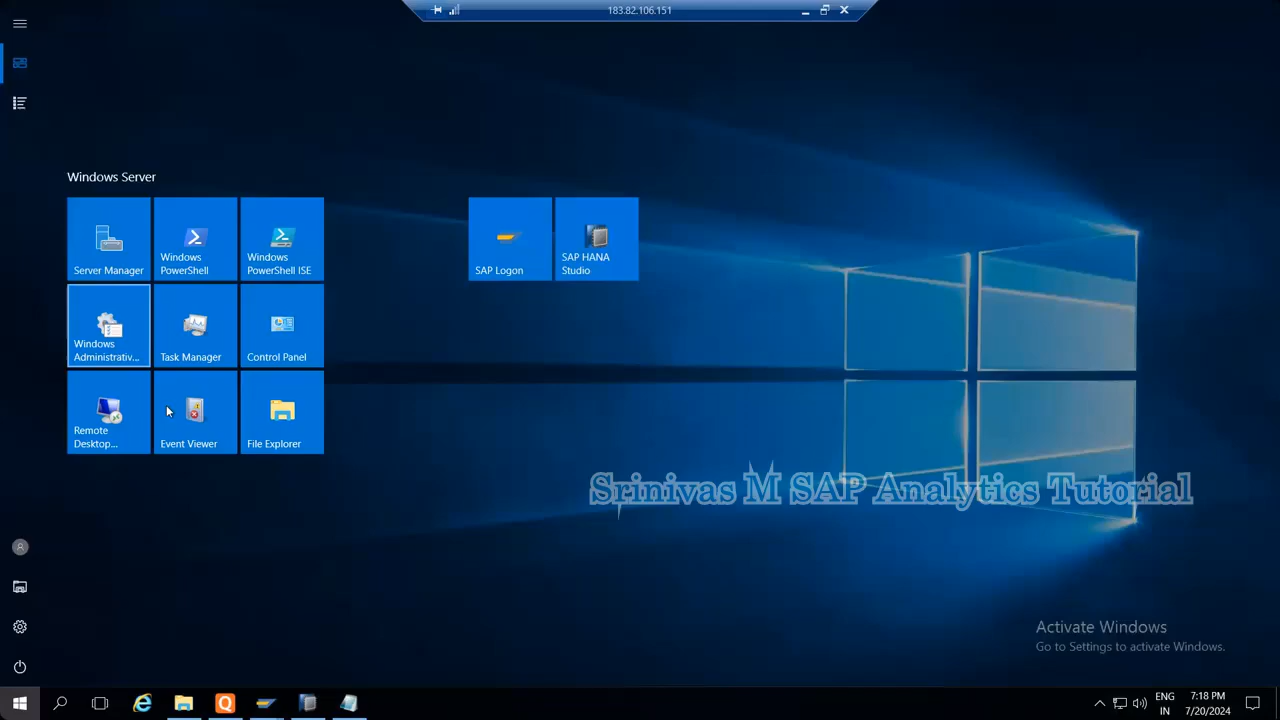 183.82.106.151
Windows Server
Server Manager
Windows
PowerShell
Windows
PowerShell ISE
SAP Logon
SAP HANA
Studio
Windows
Administrativ...
Task Manager
Control Panel
Remote
Desktop...
Event Viewer
File Explorer
Srinivas M SAP Analytics Tutorial
Activate Windows
Go to Settings to activate Windows.
ENG
IN
7:18 PM
7/20/2024